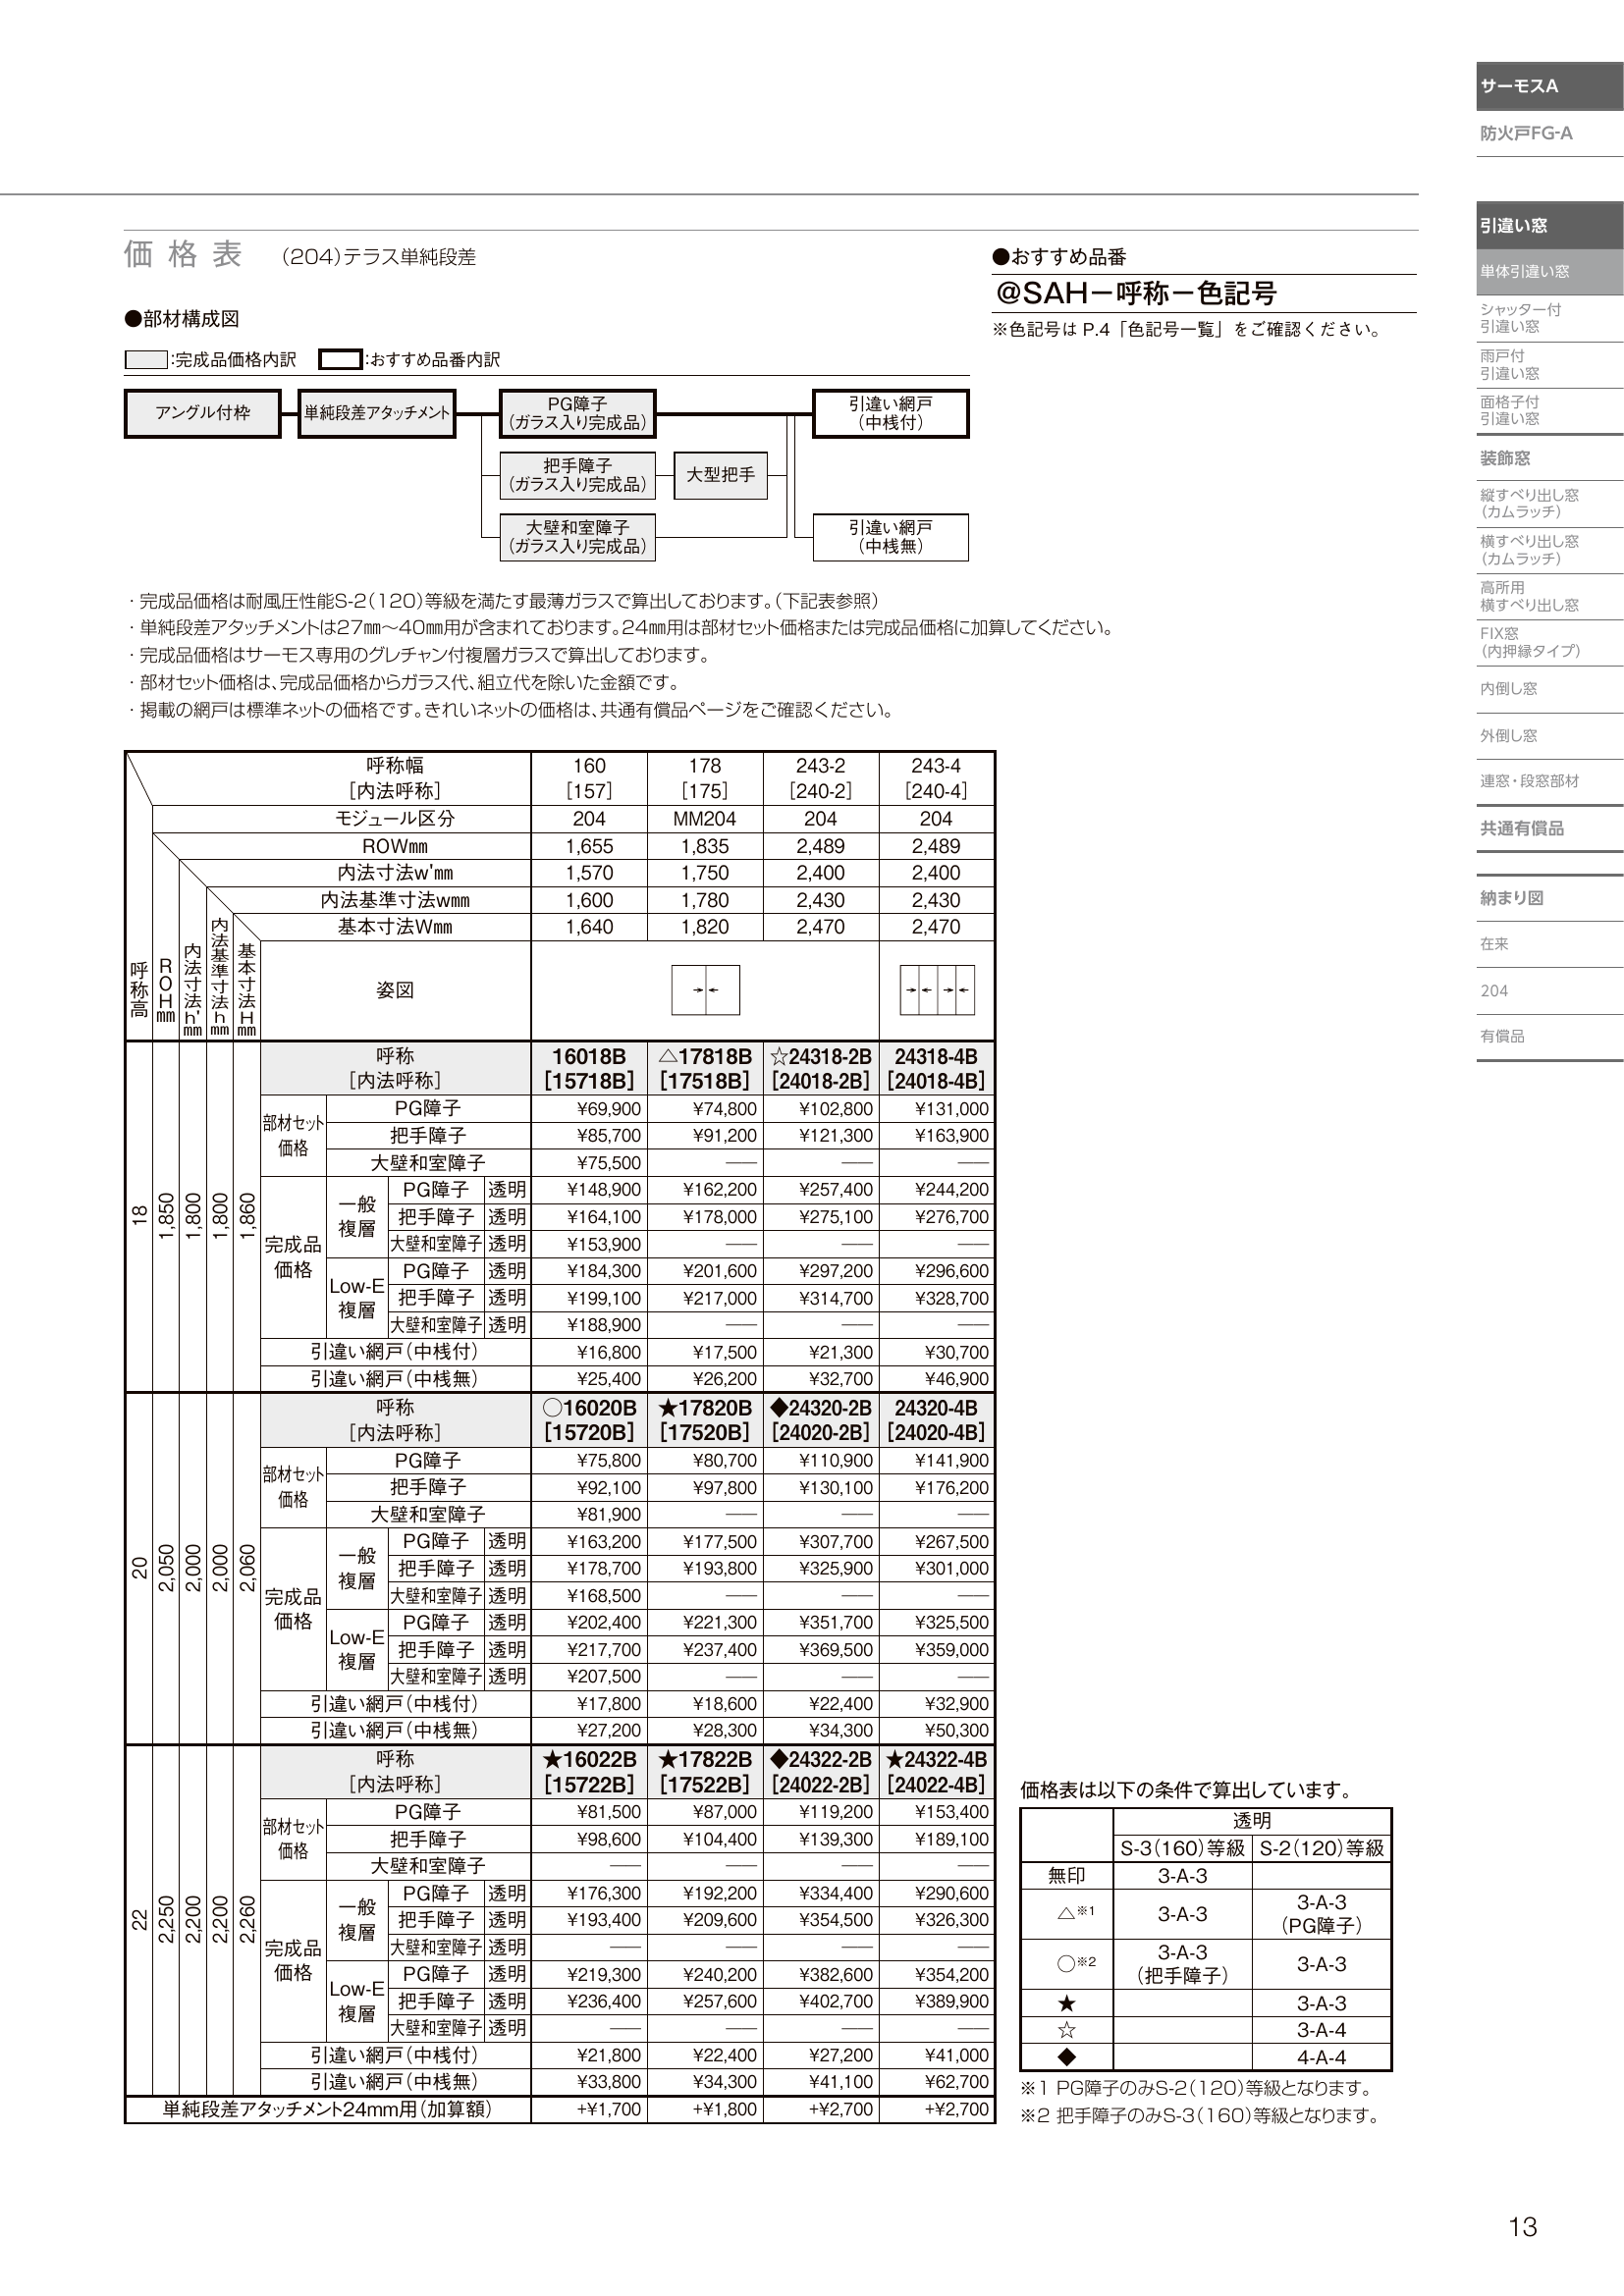 サーモスA
防火戸FG-A
引違い窓
単体引違い窓
シャッター付
引違い窓
雨戸付
引違い窓
面格子付
引違い窓
装飾窓
縦すべり出し窓
（カムラッチ）
横すべり出し窓
（カムラッチ）
高所用
横すべり出し窓
FIX窓
（内押縁タイプ）
内倒し窓
外倒し窓
連窓・段窓部材
共通有償品
納まり図
在来
204
有償品
価格表 （204）テラス単純段差
●おすすめ品番
@SAH－呼称－色記号
※色記号は P.4「色記号一覧」をご確認ください。
●部材構成図
:完成品価格内訳 :おすすめ品番内訳
アングル付枠 単純段差アタッチメント PG障子 引違い網戸
（ガラス入り完成品） （中桟付）
把手障子 大型把手
（ガラス入り完成品）
大壁和室障子 引違い網戸
（ガラス入り完成品） （中桟無）
・完成品価格は耐風圧性能S-2（120）等級を満たす最薄ガラスで算出しております。（下記表参照）
・単純段差アタッチメントは27㎜～40㎜用が含まれております。24㎜用は部材セット価格または完成品価格に加算してください。
・完成品価格はサーモス専用のグレチャン付複層ガラスで算出しております。
・部材セット価格は、完成品価格からガラス代、組立代を除いた金額です。
・掲載の網戸は標準ネットの価格です。きれいネットの価格は、共通有償品ページをご確認ください。
呼称幅 160 178 243-2 243-4
［内法呼称］ ［157］ ［175］ ［240-2］ ［240-4］
モジュール区分 204 MM204 204 204
ROW㎜ 1,655 1,835 2,489 2,489
内法寸法w'㎜ 1,570 1,750 2,400 2,400
内法基準寸法w㎜ 1,600 1,780 2,430 2,430
基本寸法W㎜ 1,640 1,820 2,470 2,470
呼称高 ROH㎜ 内法寸法h'㎜ 内法基準寸法h㎜ 基本寸法H㎜ 姿図
18 1,850 1,800 1,800 1,860
呼称 16018B △17818B ☆24318-2B 24318-4B
［内法呼称］ ［15718B］ ［17518B］ ［24018-2B］ ［24018-4B］
部材セット価格 PG障子 ¥69,900 ¥74,800 ¥102,800 ¥131,000
把手障子 ¥85,700 ¥91,200 ¥121,300 ¥163,900
大壁和室障子 ¥75,500 —— —— ——
完成品価格 一般複層 PG障子 透明 ¥148,900 ¥162,200 ¥257,400 ¥244,200
把手障子 透明 ¥164,100 ¥178,000 ¥275,100 ¥276,700
大壁和室障子 透明 ¥153,900 —— —— ——
Low-E複層 PG障子 透明 ¥184,300 ¥201,600 ¥297,200 ¥296,600
把手障子 透明 ¥199,100 ¥217,000 ¥314,700 ¥328,700
大壁和室障子 透明 ¥188,900 —— —— ——
引違い網戸（中桟付） ¥16,800 ¥17,500 ¥21,300 ¥30,700
引違い網戸（中桟無） ¥25,400 ¥26,200 ¥32,700 ¥46,900
20 2,050 2,000 2,000 2,060
呼称 ○16020B ★17820B ◆24320-2B 24320-4B
［内法呼称］ ［15720B］ ［17520B］ ［24020-2B］ ［24020-4B］
部材セット価格 PG障子 ¥75,800 ¥80,700 ¥110,900 ¥141,900
把手障子 ¥92,100 ¥97,800 ¥130,100 ¥176,200
大壁和室障子 ¥81,900 —— —— ——
完成品価格 一般複層 PG障子 透明 ¥163,200 ¥177,500 ¥307,700 ¥267,500
把手障子 透明 ¥178,700 ¥193,800 ¥325,900 ¥301,000
大壁和室障子 透明 ¥168,500 —— —— ——
Low-E複層 PG障子 透明 ¥202,400 ¥221,300 ¥351,700 ¥325,500
把手障子 透明 ¥217,700 ¥237,400 ¥369,500 ¥359,000
大壁和室障子 透明 ¥207,500 —— —— ——
引違い網戸（中桟付） ¥17,800 ¥18,600 ¥22,400 ¥32,900
引違い網戸（中桟無） ¥27,200 ¥28,300 ¥34,300 ¥50,300
22 2,250 2,200 2,200 2,260
呼称 ★16022B ★17822B ◆24322-2B ★24322-4B
［内法呼称］ ［15722B］ ［17522B］ ［24022-2B］ ［24022-4B］
部材セット価格 PG障子 ¥81,500 ¥87,000 ¥119,200 ¥153,400
把手障子 ¥98,600 ¥104,400 ¥139,300 ¥189,100
大壁和室障子 —— —— —— ——
完成品価格 一般複層 PG障子 透明 ¥176,300 ¥192,200 ¥334,400 ¥290,600
把手障子 透明 ¥193,400 ¥209,600 ¥354,500 ¥326,300
大壁和室障子 透明 —— —— —— ——
Low-E複層 PG障子 透明 ¥219,300 ¥240,200 ¥382,600 ¥354,200
把手障子 透明 ¥236,400 ¥257,600 ¥402,700 ¥389,900
大壁和室障子 透明 —— —— —— ——
引違い網戸（中桟付） ¥21,800 ¥22,400 ¥27,200 ¥41,000
引違い網戸（中桟無） ¥33,800 ¥34,300 ¥41,100 ¥62,700
単純段差アタッチメント24mm用（加算額） +¥1,700 +¥1,800 +¥2,700 +¥2,700
価格表は以下の条件で算出しています。
透明
S-3（160）等級 S-2（120）等級
無印 3-A-3
△※1 3-A-3 3-A-3（PG障子）
○※2 3-A-3（把手障子） 3-A-3
★ 3-A-3
☆ 3-A-4
◆ 4-A-4
※1 PG障子のみS-2（120）等級となります。
※2 把手障子のみS-3（160）等級となります。
13